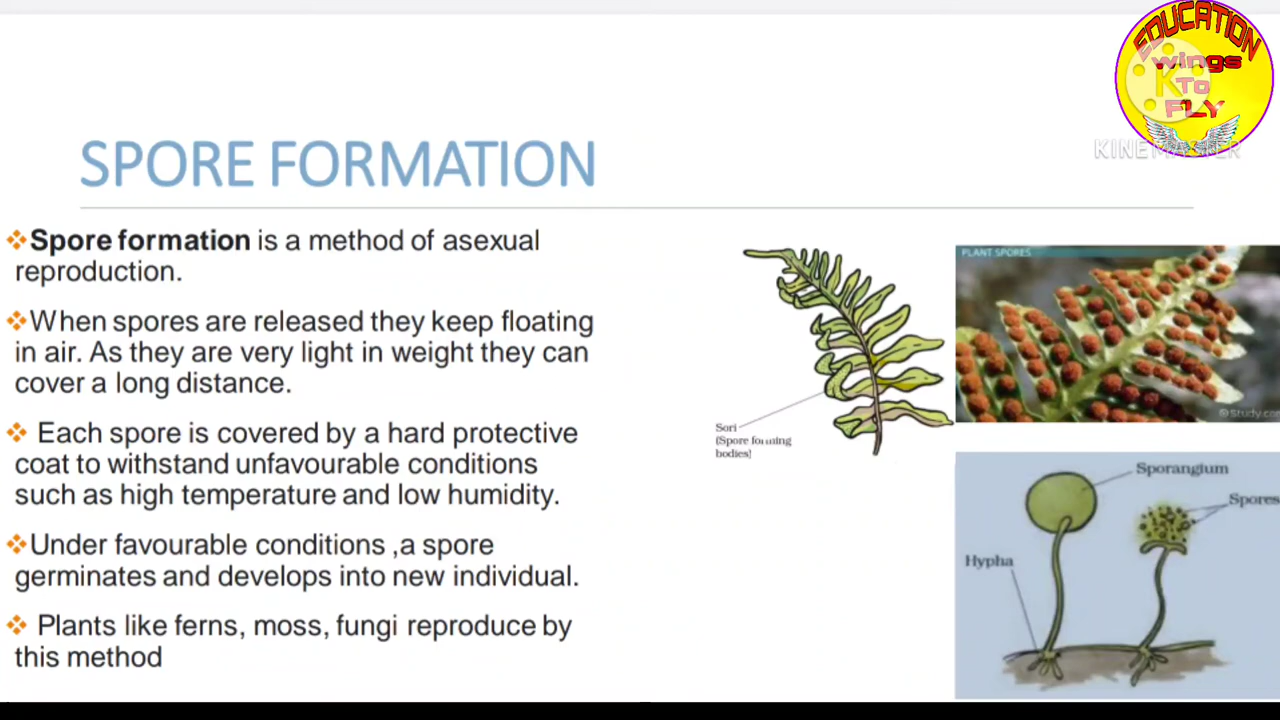 EDUCATION
wings
To
FLY
KINEMASTER
SPORE FORMATION
Spore formation is a method of asexual
reproduction.
When spores are released they keep floating
in air. As they are very light in weight they can
cover a long distance.
Each spore is covered by a hard protective
coat to withstand unfavourable conditions
such as high temperature and low humidity.
Under favourable conditions ,a spore
germinates and develops into new individual.
Plants like ferns, moss, fungi reproduce by
this method
Sori
(Spore forming
bodies)
PLANT SPORES
© Study.co
Sporangium
Spores
Hypha